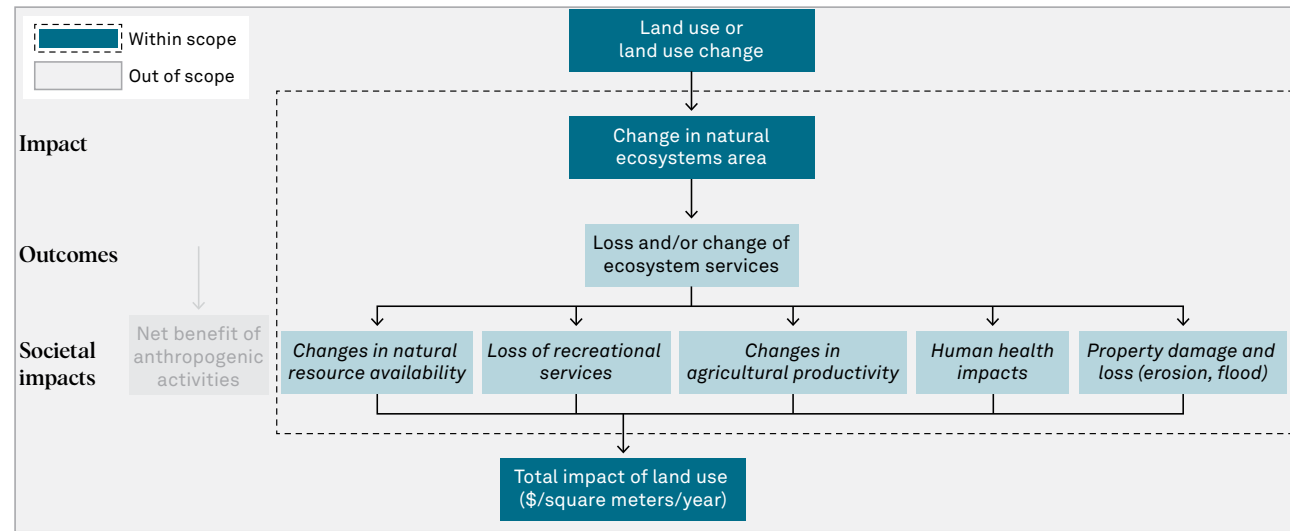 Within scope
Out of scope
Land use or
land use change
Impact
Change in natural
ecosystems area
Outcomes
Loss and/or change of
ecosystem services
Societal
impacts
Net benefit of
anthropogenic
activities
Changes in natural
resource availability
Loss of recreational
services
Changes in
agricultural productivity
Human health
impacts
Property damage and
loss (erosion, flood)
Total impact of land use
($/square meters/year)